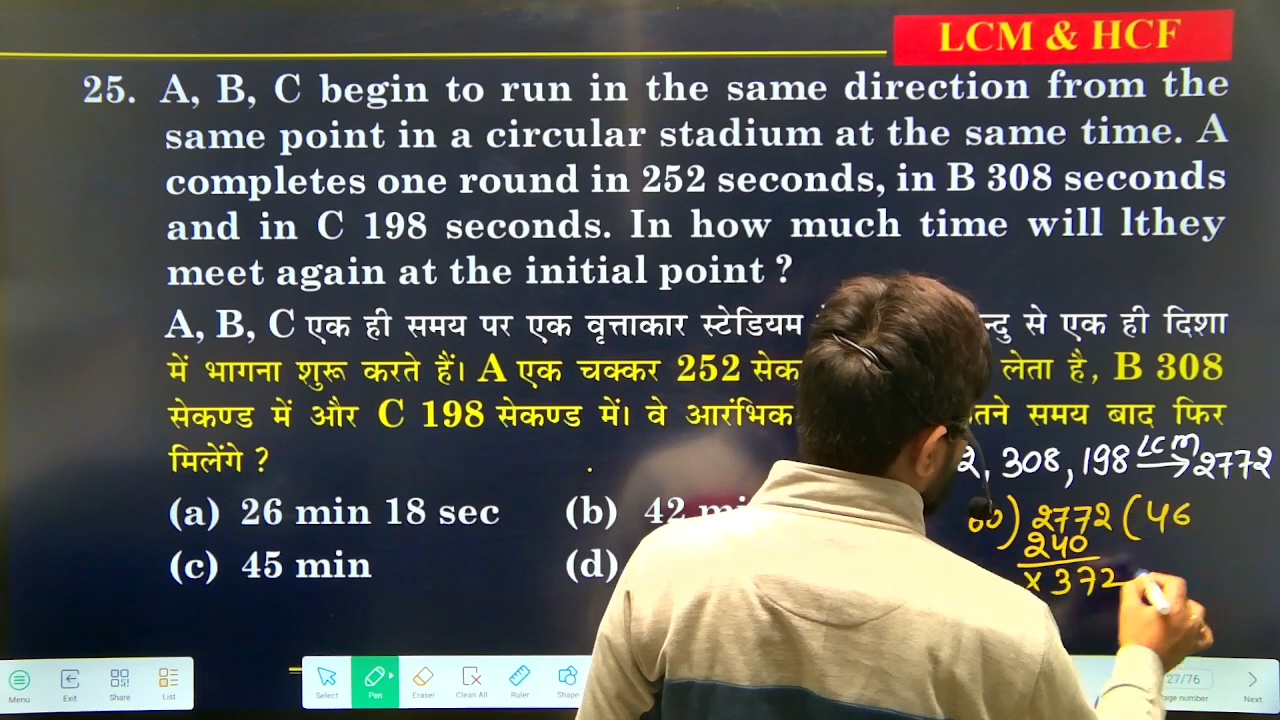 LCM & HCF
25. A, B, C begin to run in the same direction from the
same point in a circular stadium at the same time. A
completes one round in 252 seconds, in B 308 seconds
and in C 198 seconds. In how much time will lthey
meet again at the initial point ?
A, B, C एक ही समय पर एक वृत्ताकार स्टेडियम से एक ही दिशा
में भागना शुरू करते हैं। A एक चक्कर 252 लेता है, B 308
सेकण्ड में और C 198 सेकण्ड में। वे आरंभिक समय बाद फिर
मिलेंगे ?
2, 308, 198 LCM → 2772
(a) 26 min 18 sec (b) 42
60) 2772 (46
240
(c) 45 min (d)
x 372
Menu Exit Share List Select Pen Eraser Clean All Ruler Shape 27/76 Next